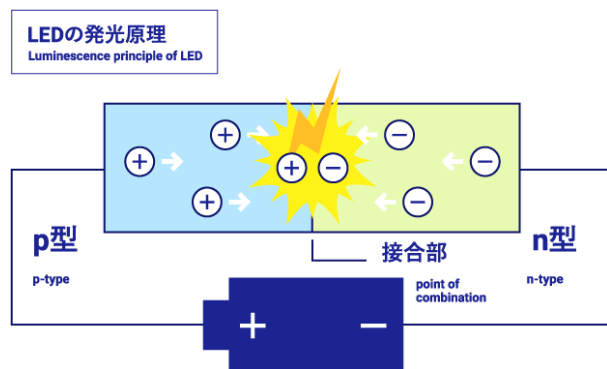 LEDの発光原理
Luminescence principle of LED
p型
p-type
接合部
point of
combination
n型
n-type